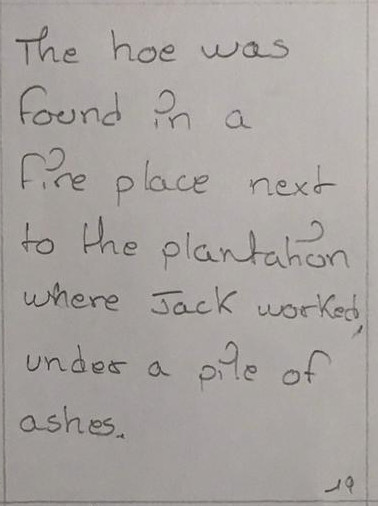 The hoe was
found in a
fire place next
to the plantation
where Jack worked,
under a pile of
ashes.
19